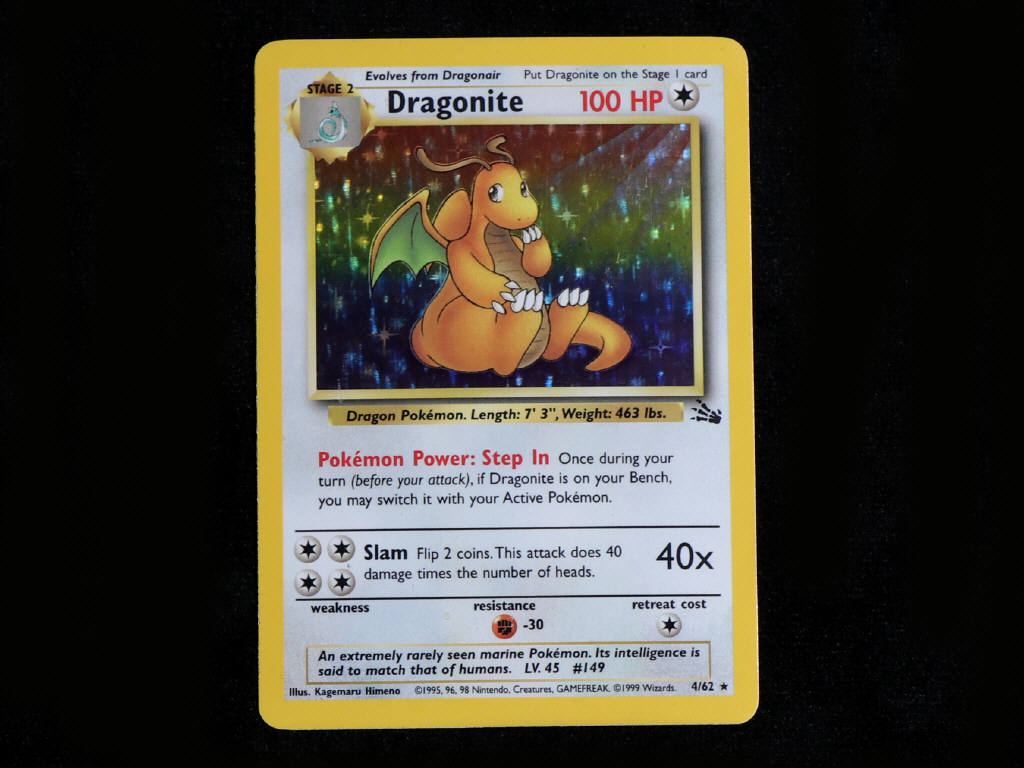 Evolves from Dragonair Put Dragonite on the Stage 1 card
STAGE 2
Dragonite 100 HP
Dragon Pokémon. Length: 7' 3", Weight: 463 lbs.
Pokémon Power: Step In Once during your
turn (before your attack), if Dragonite is on your Bench,
you may switch it with your Active Pokémon.
Slam Flip 2 coins. This attack does 40
damage times the number of heads.
40x
weakness resistance retreat cost
-30
An extremely rarely seen marine Pokémon. Its intelligence is
said to match that of humans. LV. 45 #149
Illus. Kagemaru Himeno ©1995, 96, 98 Nintendo, Creatures, GAMEFREAK. ©1999 Wizards. 4/62 ★